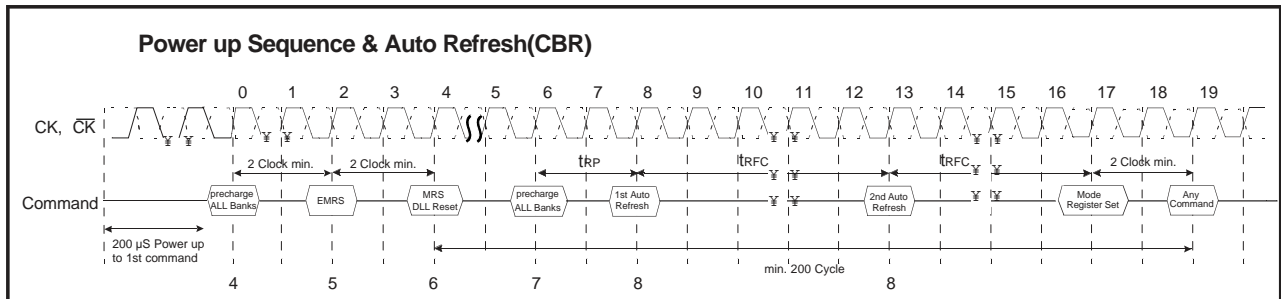 Power up Sequence & Auto Refresh(CBR)
0 1 2 3 4 5 6 7 8 9 10 11 12 13 14 15 16 17 18 19
CK, CK
¥ ¥ ¥ ¥ ¥ ¥ ¥ ¥
2 Clock min. 2 Clock min. tRP tRFC tRFC 2 Clock min.
¥ ¥ ¥ ¥
Command
precharge
ALL Banks
EMRS
MRS
DLL Reset
precharge
ALL Banks
1st Auto
Refresh
¥ ¥
2nd Auto
Refresh
¥ ¥
Mode
Register Set
Any
Command
200 µS Power up
to 1st command
min. 200 Cycle
4 5 6 7 8 8